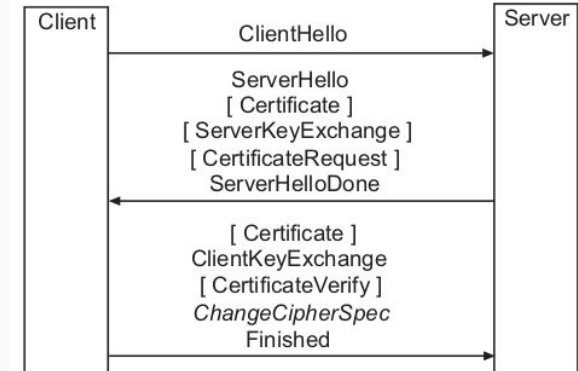 Client
Server
ClientHello
ServerHello
[ Certificate ]
[ ServerKeyExchange ]
[ CertificateRequest ]
ServerHelloDone
[ Certificate ]
ClientKeyExchange
[ CertificateVerify ]
ChangeCipherSpec
Finished